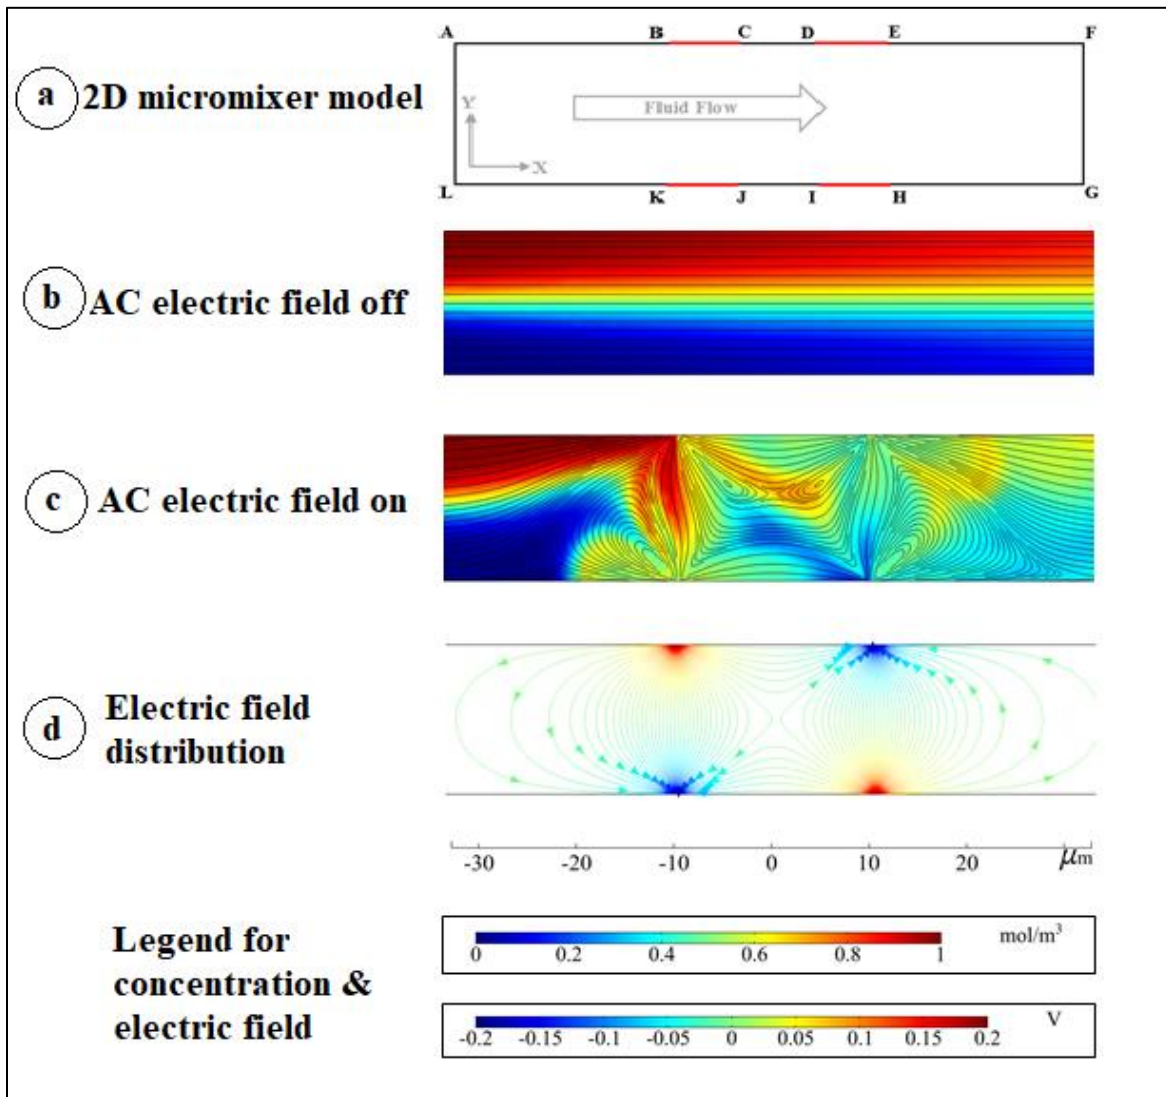 A B C D E F
a 2D micromixer model
Fluid Flow
Y
X
L K J I H G
b AC electric field off
c AC electric field on
d Electric field
distribution
-30 -20 -10 0 10 20 μm
Legend for
concentration &
electric field
mol/m³
0 0.2 0.4 0.6 0.8 1
V
-0.2 -0.15 -0.1 -0.05 0 0.05 0.1 0.15 0.2